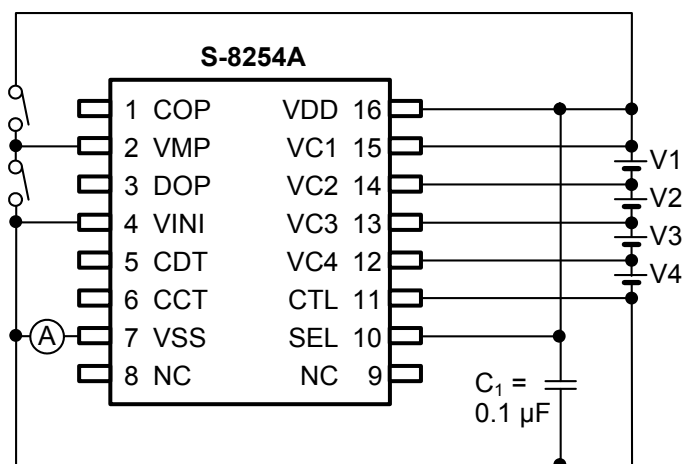 S-8254A
1 COP
2 VMP
3 DOP
4 VINI
5 CDT
6 CCT
7 VSS
8 NC
VDD 16
VC1 15
VC2 14
VC3 13
VC4 12
CTL 11
SEL 10
NC 9
A
V1
V2
V3
V4
C₁ =
0.1 µF